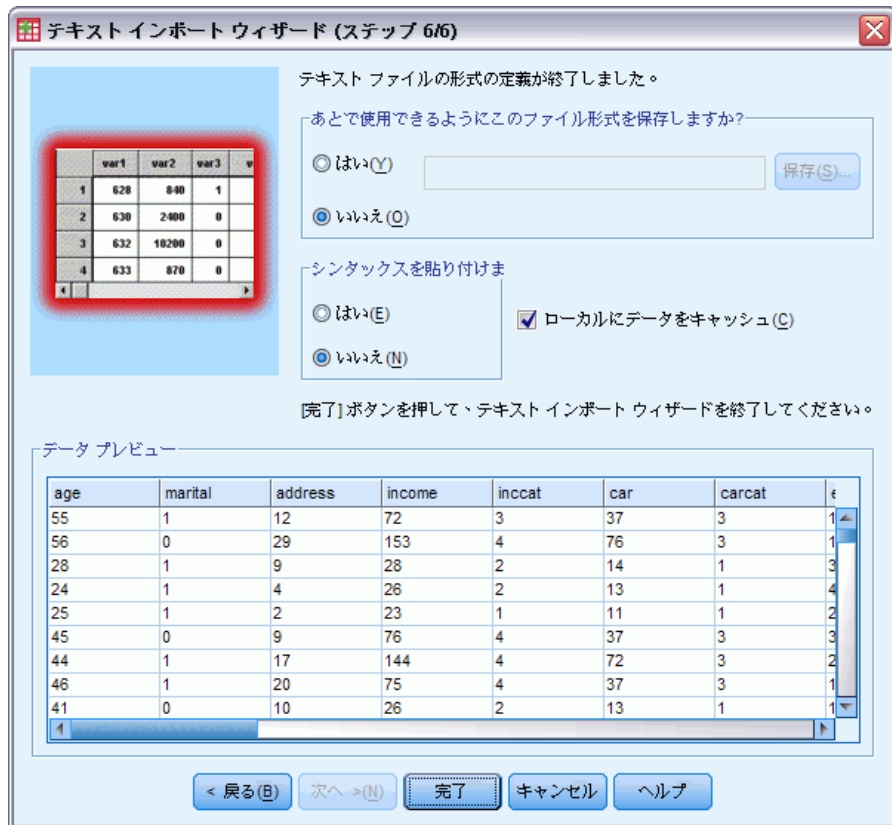 テキスト インポート ウィザード (ステップ 6/6)
テキスト ファイルの形式の定義が終了しました。
あとで使用できるようにこのファイル形式を保存しますか?
はい(Y)
保存(S)...
いいえ(O)
シンタックスを貼り付けま
はい(E)
ローカルにデータをキャッシュ(C)
いいえ(N)
[完了] ボタンを押して、テキスト インポート ウィザードを終了してください。
var1 var2 var3 v
1 628 840 1
2 630 2400 0
3 632 10200 0
4 633 870 0
データ プレビュー
age marital address income inccat car carcat e
55 1 12 72 3 37 3 1
56 0 29 153 4 76 3 1
28 1 9 28 2 14 1 3
24 1 4 26 2 13 1 4
25 1 2 23 1 11 1 2
45 0 9 76 4 37 3 3
44 1 17 144 4 72 3 2
46 1 20 75 4 37 3 1
41 0 10 26 2 13 1 1
< 戻る(B) 次へ >(N) 完了 キャンセル ヘルプ